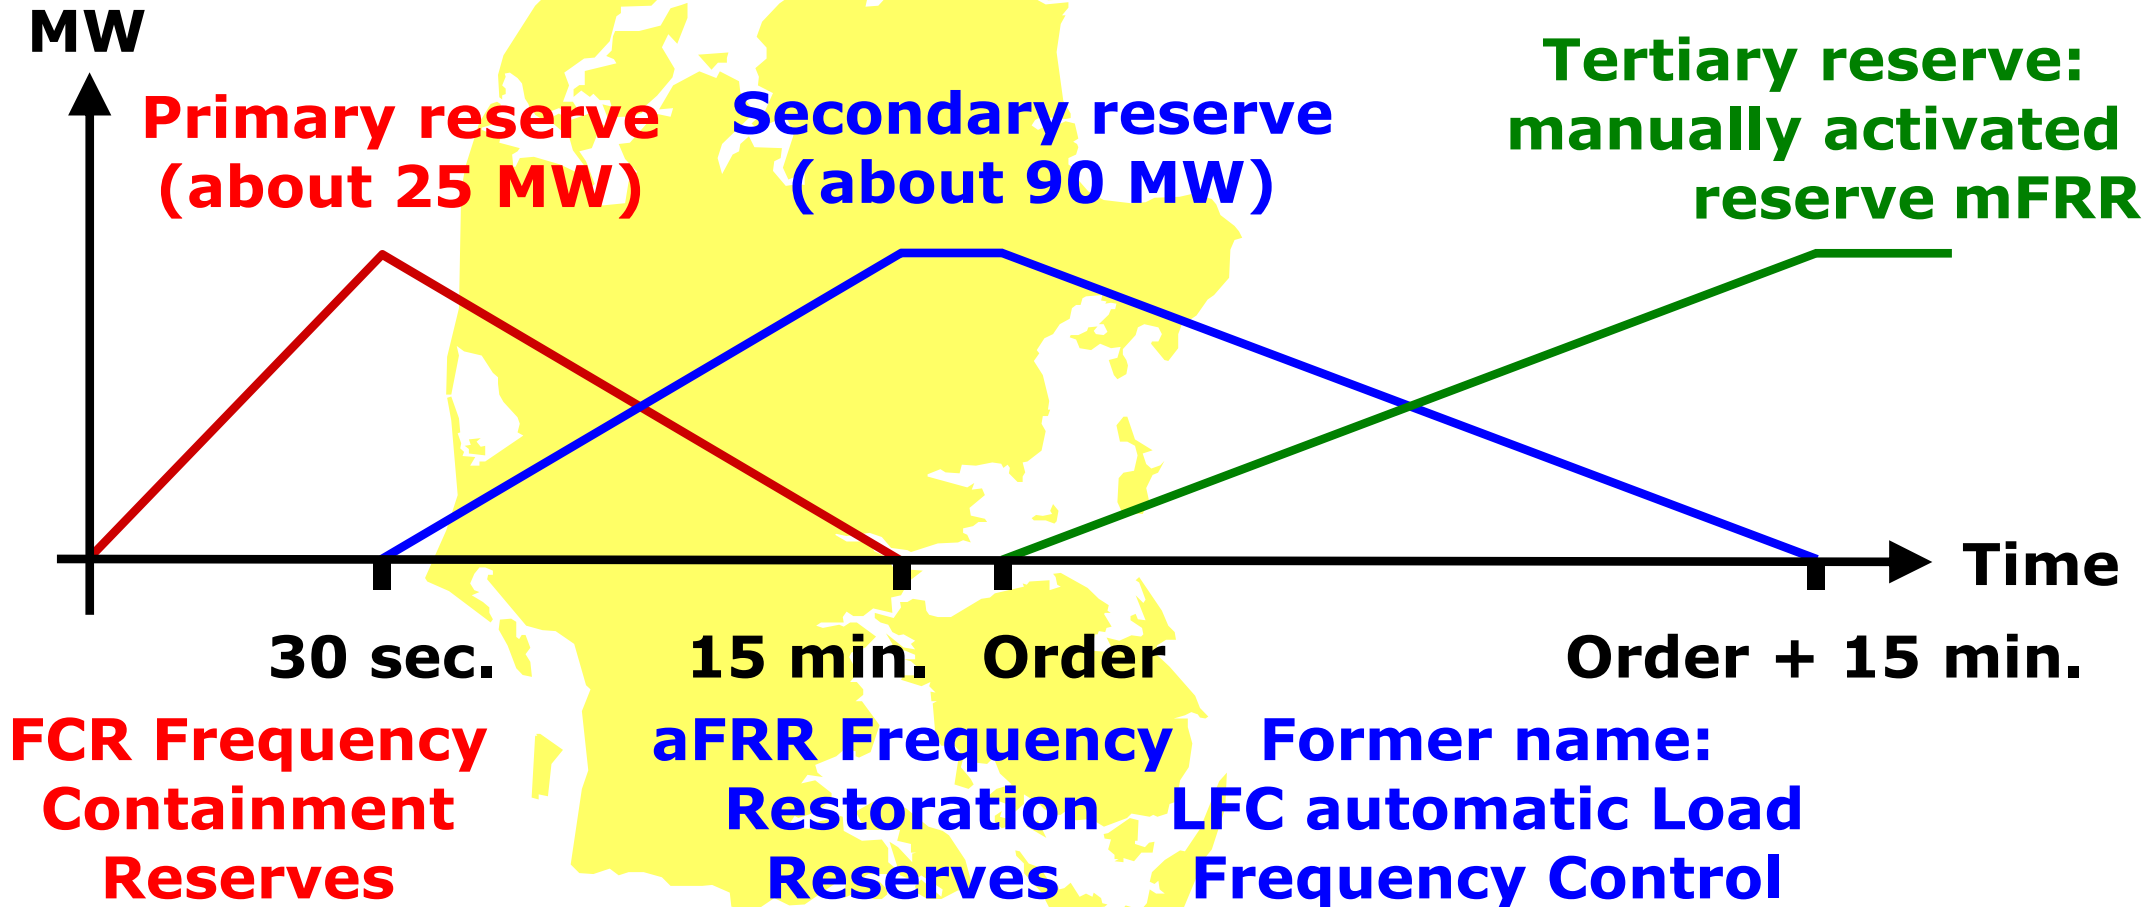 MW
Primary reserve
(about 25 MW)
Secondary reserve
(about 90 MW)
Tertiary reserve:
manually activated
reserve mFRR
Time
30 sec.
15 min.
Order
Order + 15 min.
FCR Frequency
Containment
Reserves
aFRR Frequency
Restoration
Reserves
Former name:
LFC automatic Load
Frequency Control